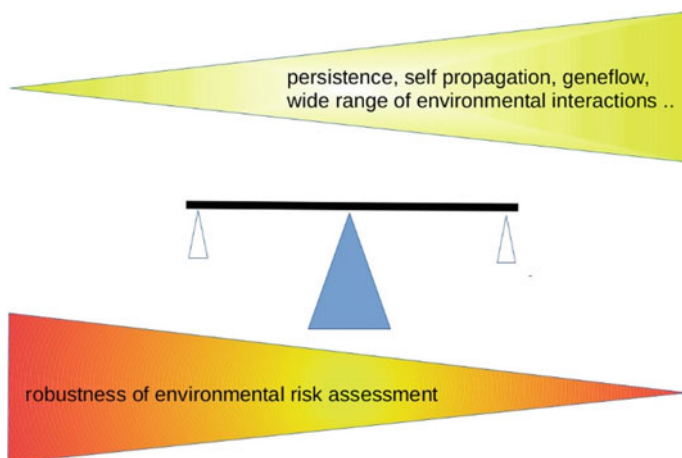 persistence, self propagation, geneflow,
wide range of environmental interactions ..
robustness of environmental risk assessment